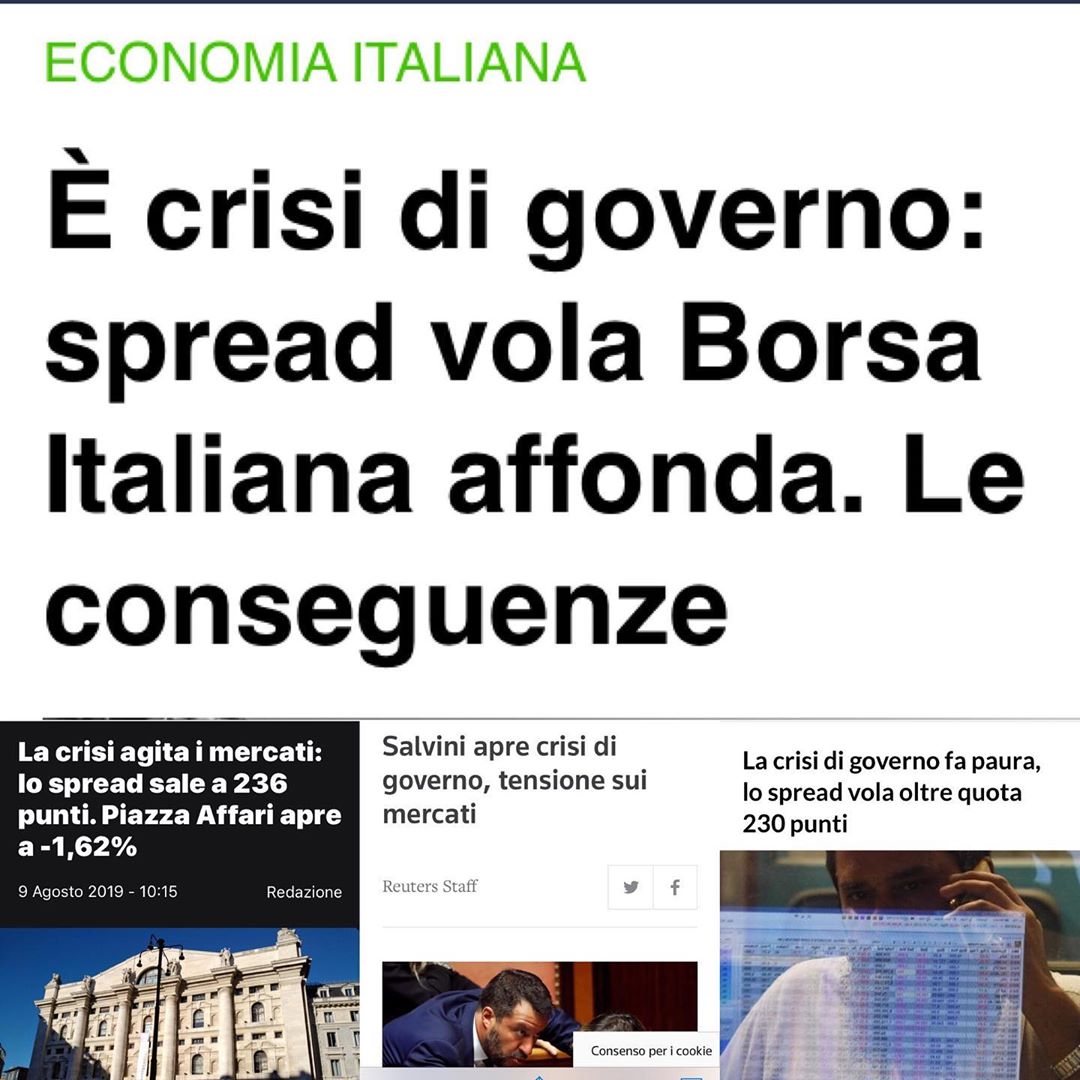 ECONOMIA ITALIANA
È crisi di governo:
spread vola Borsa
Italiana affonda. Le
conseguenze
La crisi agita i mercati:
lo spread sale a 236
punti. Piazza Affari apre
a -1,62%
9 Agosto 2019 - 10:15
Redazione
Salvini apre crisi di
governo, tensione sui
mercati
Reuters Staff
Consenso per i cookie
La crisi di governo fa paura,
lo spread vola oltre quota
230 punti